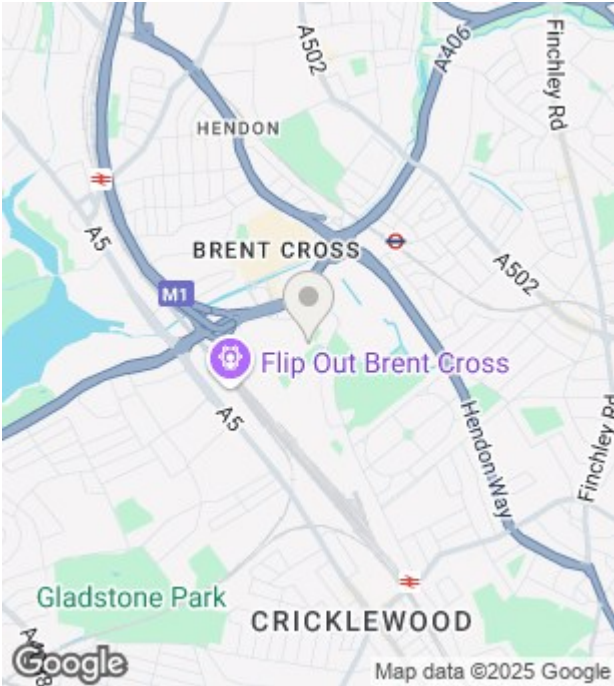 A502
A406
Finchley Rd
HENDON
A5
BRENT CROSS
A502
M1
Flip Out Brent Cross
A5
Hendon Way
Finchley Rd
Gladstone Park
CRICKLEWOOD
Google
Map data ©2025 Google